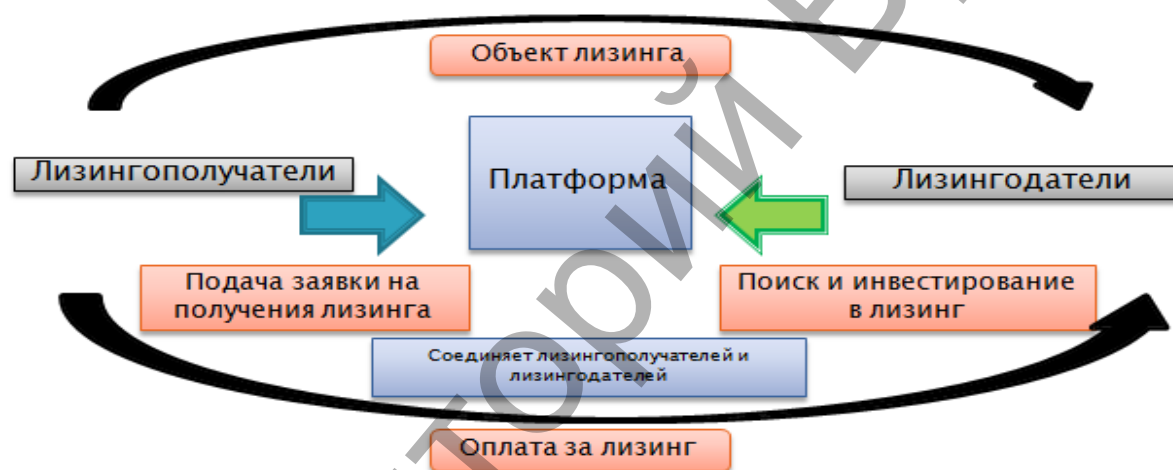 Объект лизинга
Лизингополучатели
Платформа
Лизингодатели
Подача заявки на
получения лизинга
Поиск и инвестирование
в лизинг
Соединяет лизингополучателей и
лизингодателей
Оплата за лизинг